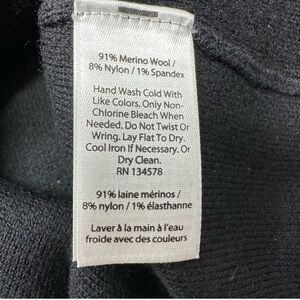 91% Merino Wool /
8% Nylon / 1% Spandex
Hand Wash Cold With
Like Colors. Only Non-
Chlorine Bleach When
Needed. Do Not Twist Or
Wring. Lay Flat To Dry.
Cool Iron If Necessary. Or
Dry Clean.
RN 134578
91% laine mérinos /
8% nylon / 1% élasthanne
Laver à la main à l'eau
froide avec des couleurs